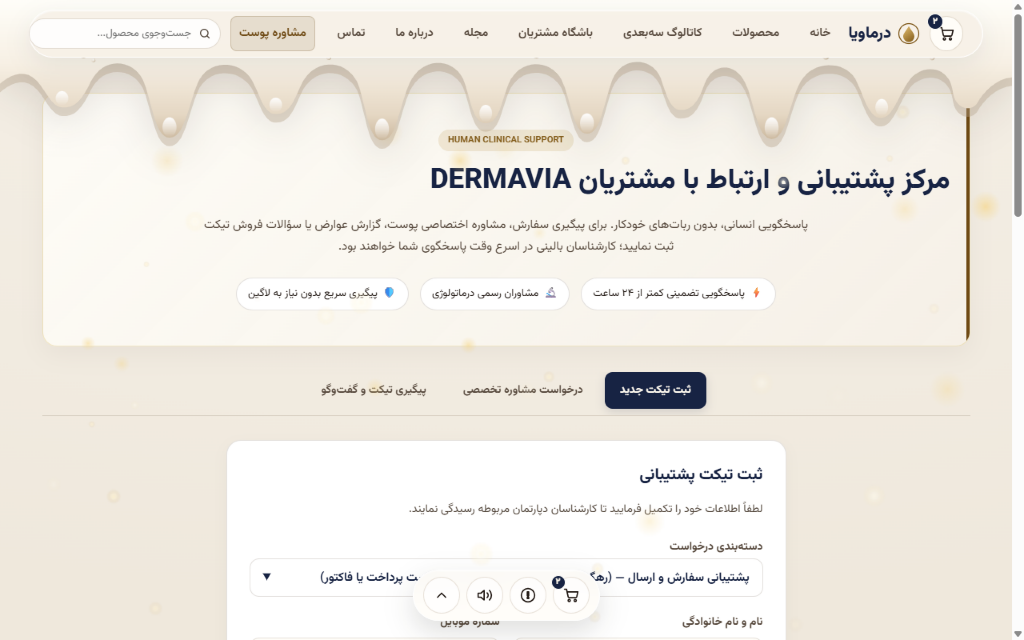 درماویا
خانه
محصولات
کاتالوگ سه‌بعدی
باشگاه مشتریان
مجله
درباره ما
تماس
مشاوره پوست
جست‌وجوی محصول...
۲
HUMAN CLINICAL SUPPORT
مرکز پشتیبانی و ارتباط با مشتریان DERMAVIA
پاسخگویی انسانی، بدون ربات‌های خودکار. برای پیگیری سفارش، مشاوره اختصاصی پوست، گزارش عوارض یا سؤالات فروش تیکت
ثبت نمایید؛ کارشناسان بالینی در اسرع وقت پاسخگوی شما خواهند بود.
پاسخگویی تضمینی کمتر از ۲۴ ساعت
مشاوران رسمی درماتولوژی
پیگیری سریع بدون نیاز به لاگین
ثبت تیکت جدید
درخواست مشاوره تخصصی
پیگیری تیکت و گفت‌وگو
ثبت تیکت پشتیبانی
لطفاً اطلاعات خود را تکمیل فرمایید تا کارشناسان دپارتمان مربوطه رسیدگی نمایند.
دسته‌بندی درخواست
پشتیبانی سفارش و ارسال — (رهگ پرداخت یا فاکتور)
۲
نام و نام خانوادگی
شماره موبایل